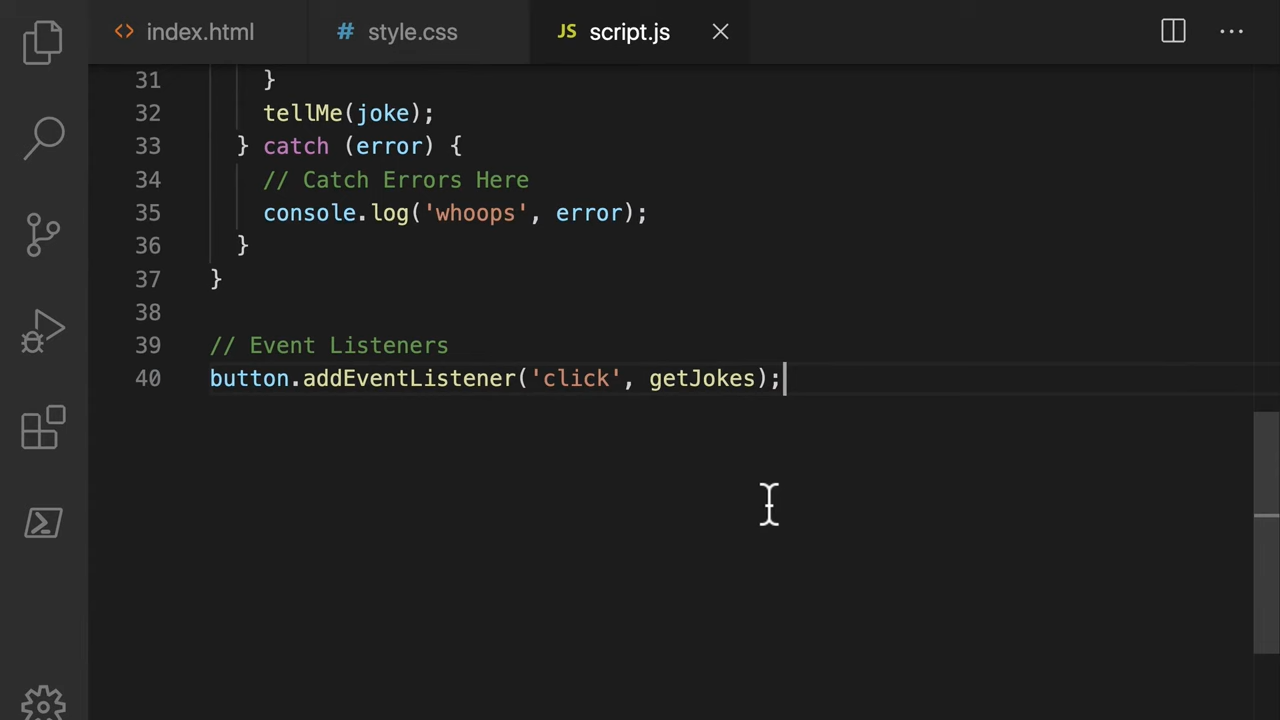 <> index.html # style.css JS script.js
31 }
32 tellMe(joke);
33 } catch (error) {
34 // Catch Errors Here
35 console.log('whoops', error);
36 }
37 }
38
39 // Event Listeners
40 button.addEventListener('click', getJokes);